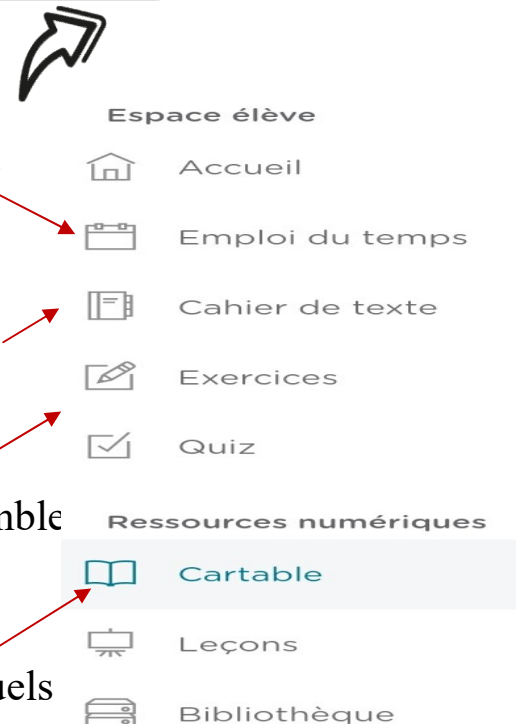 Espace élève
Accueil
Emploi du temps
Cahier de texte
Exercices
Quiz
Ressources numériques
Cartable
Leçons
Bibliothèque